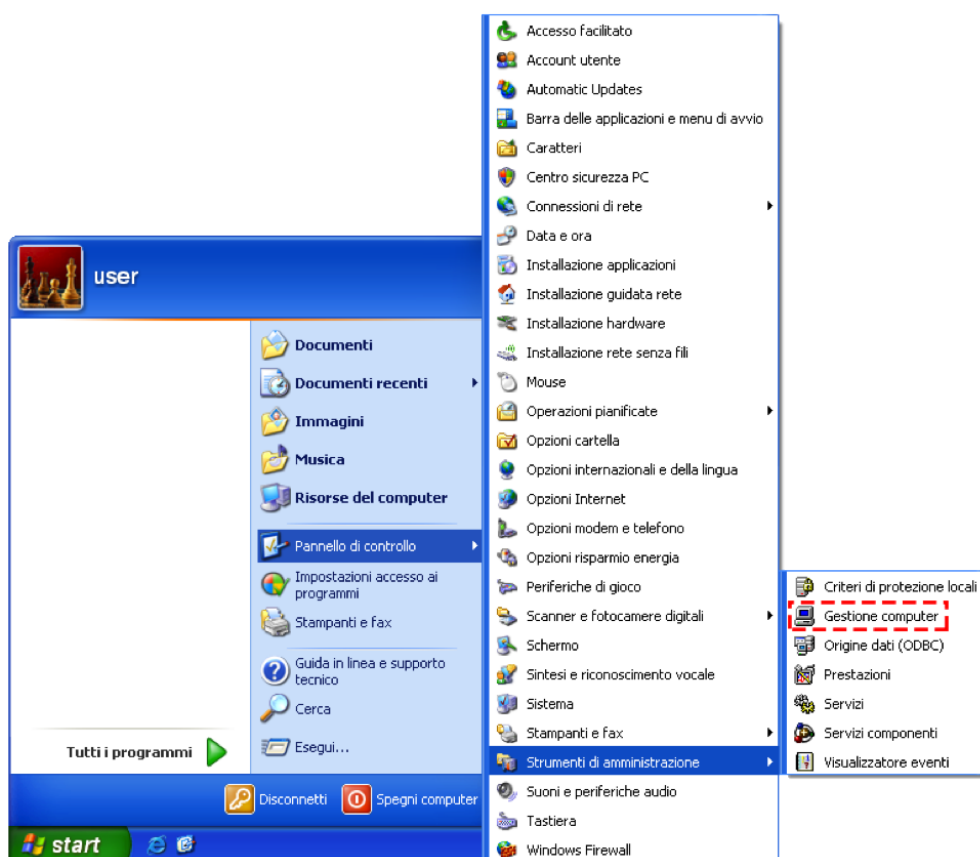 user
Documenti
Documenti recenti
Immagini
Musica
Risorse del computer
Pannello di controllo
Impostazioni accesso ai
programmi
Stampanti e fax
Guida in linea e supporto
tecnico
Cerca
Esegui...
Tutti i programmi
Disconnetti
Spegni computer
start
Accesso facilitato
Account utente
Automatic Updates
Barra delle applicazioni e menu di avvio
Caratteri
Centro sicurezza PC
Connessioni di rete
Data e ora
Installazione applicazioni
Installazione guidata rete
Installazione hardware
Installazione rete senza fili
Mouse
Operazioni pianificate
Opzioni cartella
Opzioni internazionali e della lingua
Opzioni Internet
Opzioni modem e telefono
Opzioni risparmio energia
Periferiche di gioco
Scanner e fotocamere digitali
Schermo
Sintesi e riconoscimento vocale
Sistema
Stampanti e fax
Strumenti di amministrazione
Suoni e periferiche audio
Tastiera
Windows Firewall
Criteri di protezione locali
Gestione computer
Origine dati (ODBC)
Prestazioni
Servizi
Servizi componenti
Visualizzatore eventi